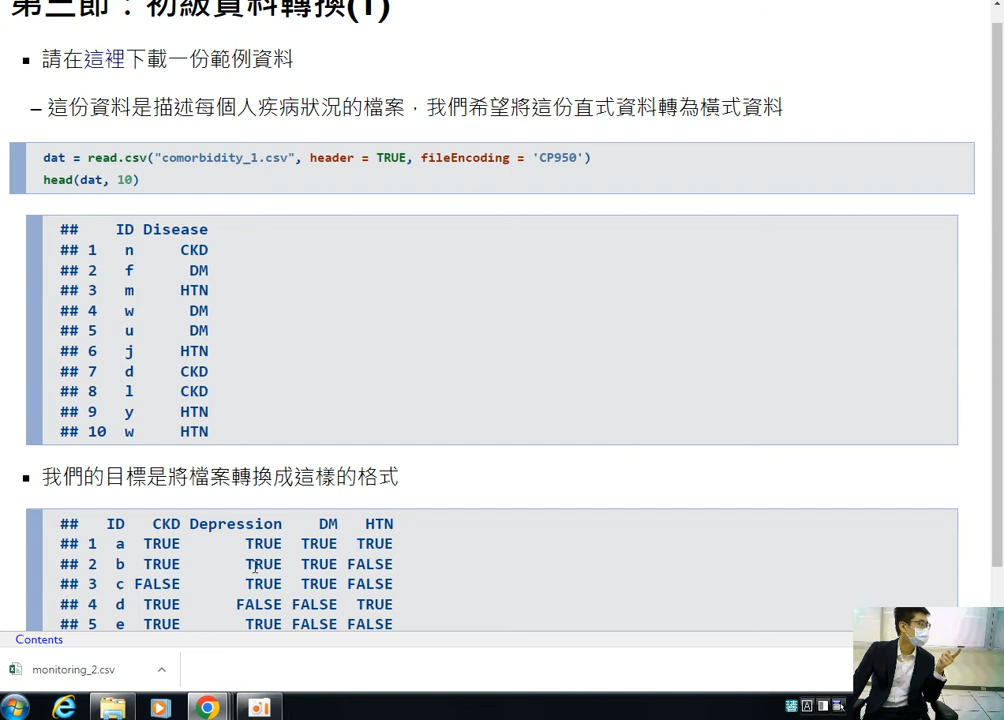 第三節：初級資料轉換(1)
請在這裡下載一份範例資料
– 這份資料是描述每個人疾病狀況的檔案，我們希望將這份直式資料轉為橫式資料
dat = read.csv("comorbidity_1.csv", header = TRUE, fileEncoding = 'CP950')
head(dat, 10)
## ID Disease
## 1 n CKD
## 2 f DM
## 3 m HTN
## 4 w DM
## 5 u DM
## 6 j HTN
## 7 d CKD
## 8 l CKD
## 9 y HTN
## 10 w HTN
我們的目標是將檔案轉換成這樣的格式
## ID CKD Depression DM HTN
## 1 a TRUE TRUE TRUE TRUE
## 2 b TRUE TRUE TRUE FALSE
## 3 c FALSE TRUE TRUE FALSE
## 4 d TRUE FALSE FALSE TRUE
## 5 e TRUE TRUE FALSE FALSE
Contents
monitoring_2.csv